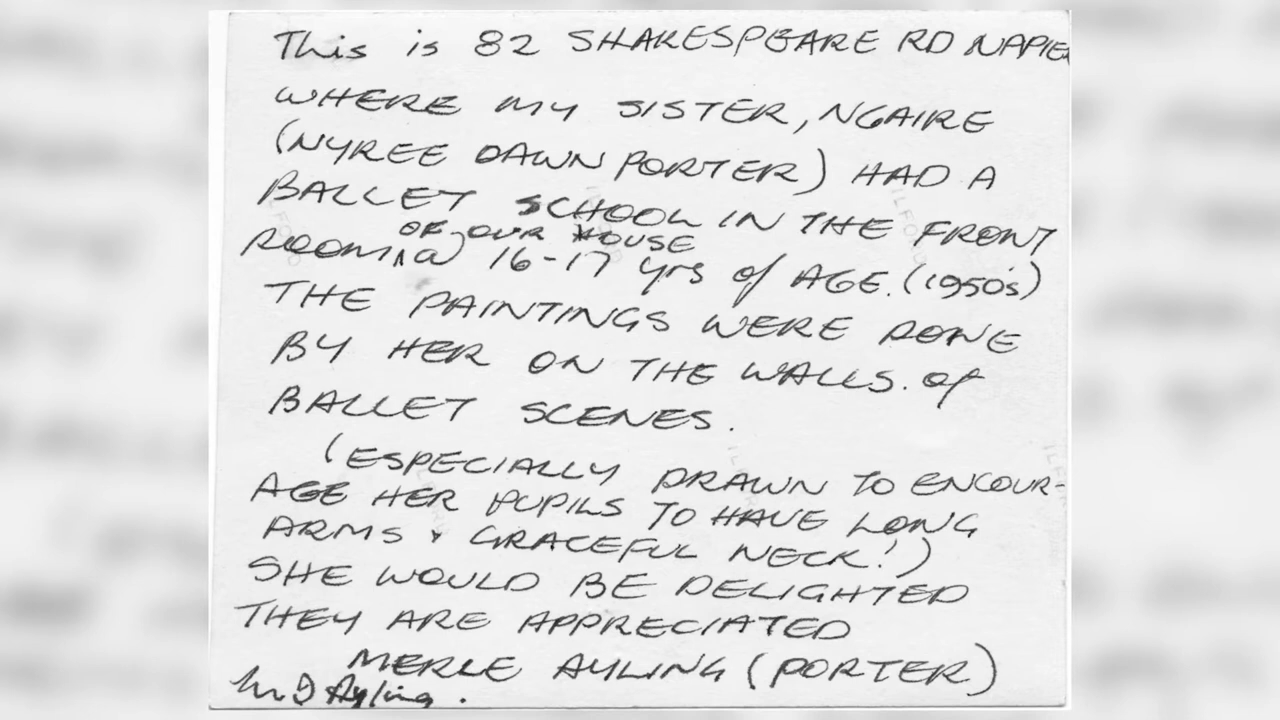 This is 82 SHAKESPEARE RD NAPIER
WHERE MY SISTER, NGAIRE
(NYREE DAWN PORTER) HAD A
BALLET SCHOOL IN THE FRONT
OF OUR HOUSE
ROOM @ 16-17 yrs of AGE. (1950's)
THE PAINTINGS WERE DONE
BY HER ON THE WALLS. of
BALLET SCENES.
(ESPECIALLY DRAWN TO ENCOUR-
AGE HER PUPILS TO HAVE LONG
ARMS & GRACEFUL NECK!)
SHE WOULD BE DELIGHTED
THEY ARE APPRECIATED
MERLE AYLING (PORTER)
M D Ayling.
ILFORD